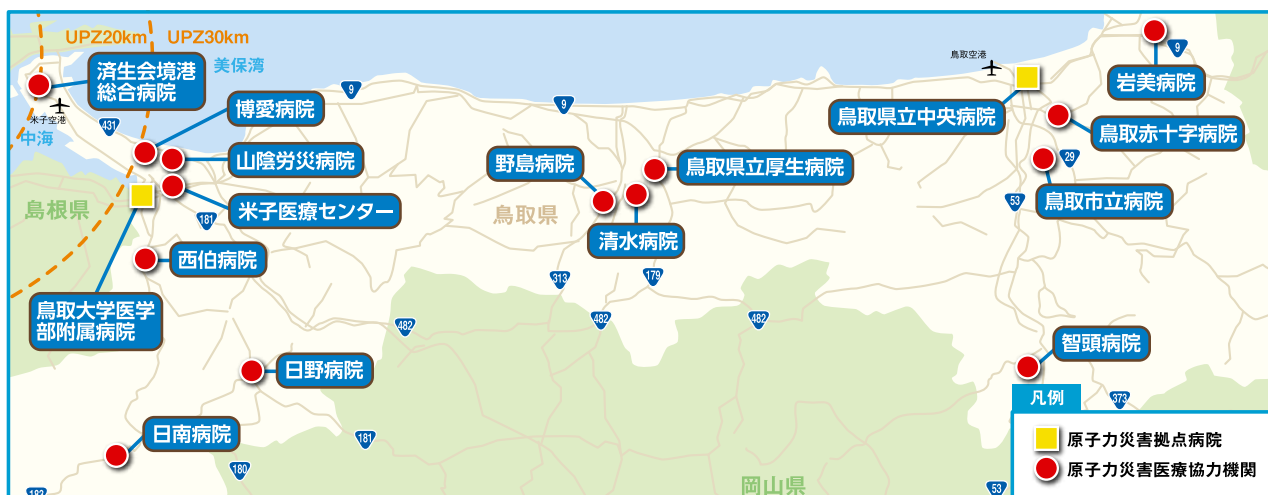 UPZ20km
UPZ30km
済生会境港
総合病院
美保湾
米子空港
中海
431
博愛病院
9
山陰労災病院
米子医療センター
島根県
181
西伯病院
鳥取大学医学
部附属病院
日野病院
日南病院
183
180
181
482
9
野島病院
鳥取県立厚生病院
鳥取県
清水病院
313
179
482
482
岡山県
鳥取空港
9
岩美病院
鳥取県立中央病院
鳥取赤十字病院
29
53
鳥取市立病院
智頭病院
373
53
凡例
原子力災害拠点病院
原子力災害医療協力機関